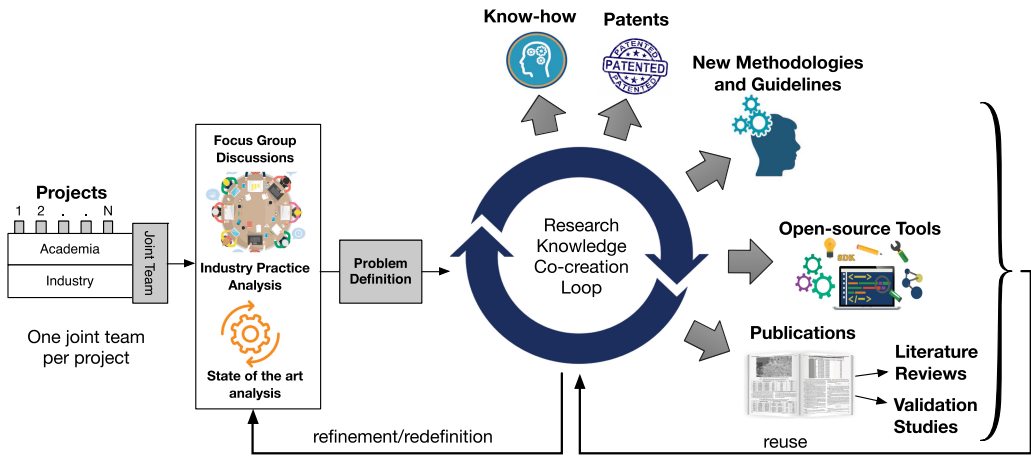 Know-how
Patents
PATENTED
PATENTED
PATENTED
New Methodologies
and Guidelines
Focus Group
Discussions
Projects
1 2 . . N
Academia
Industry
Joint Team
One joint team
per project
Industry Practice
Analysis
State of the art
analysis
Problem
Definition
Research
Knowledge
Co-creation
Loop
Open-source Tools
SDK
Publications
Literature
Reviews
Validation
Studies
refinement/redefinition
reuse